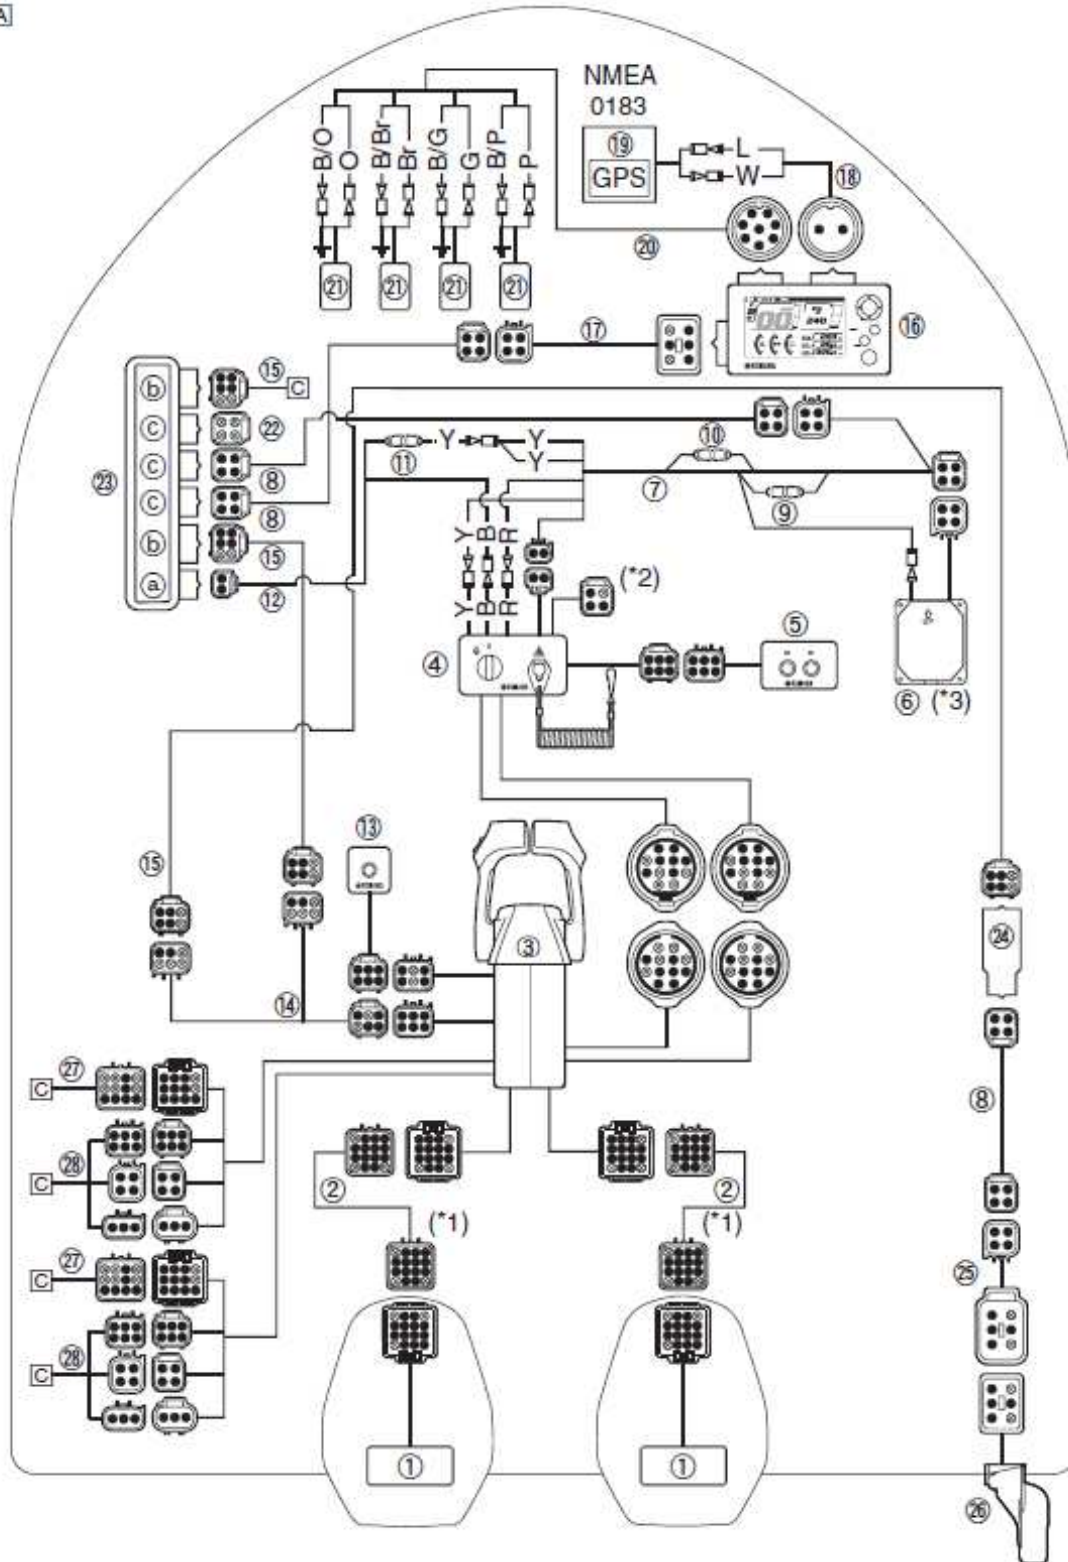 A
NMEA
0183
B/O
O
B/Br
Br
B/G
G
B/P
P
⑲
GPS
L
W
⑱
⑳
㉑ ㉑ ㉑ ㉑
⑰
⑯
⑮
C
b
㉒
c
c
㉓
⑧
c
⑧
b
⑮
a
⑫
⑪
Y
Y
Y
⑩
⑦
⑨
Y B R
Y B R
(*2)
④
⑤
⑥ (*3)
⑬
⑮
③
⑭
㉔
⑧
㉗
C
㉘
C
㉗
C
㉘
C
② (*1)
② (*1)
㉕
① ①
㉖